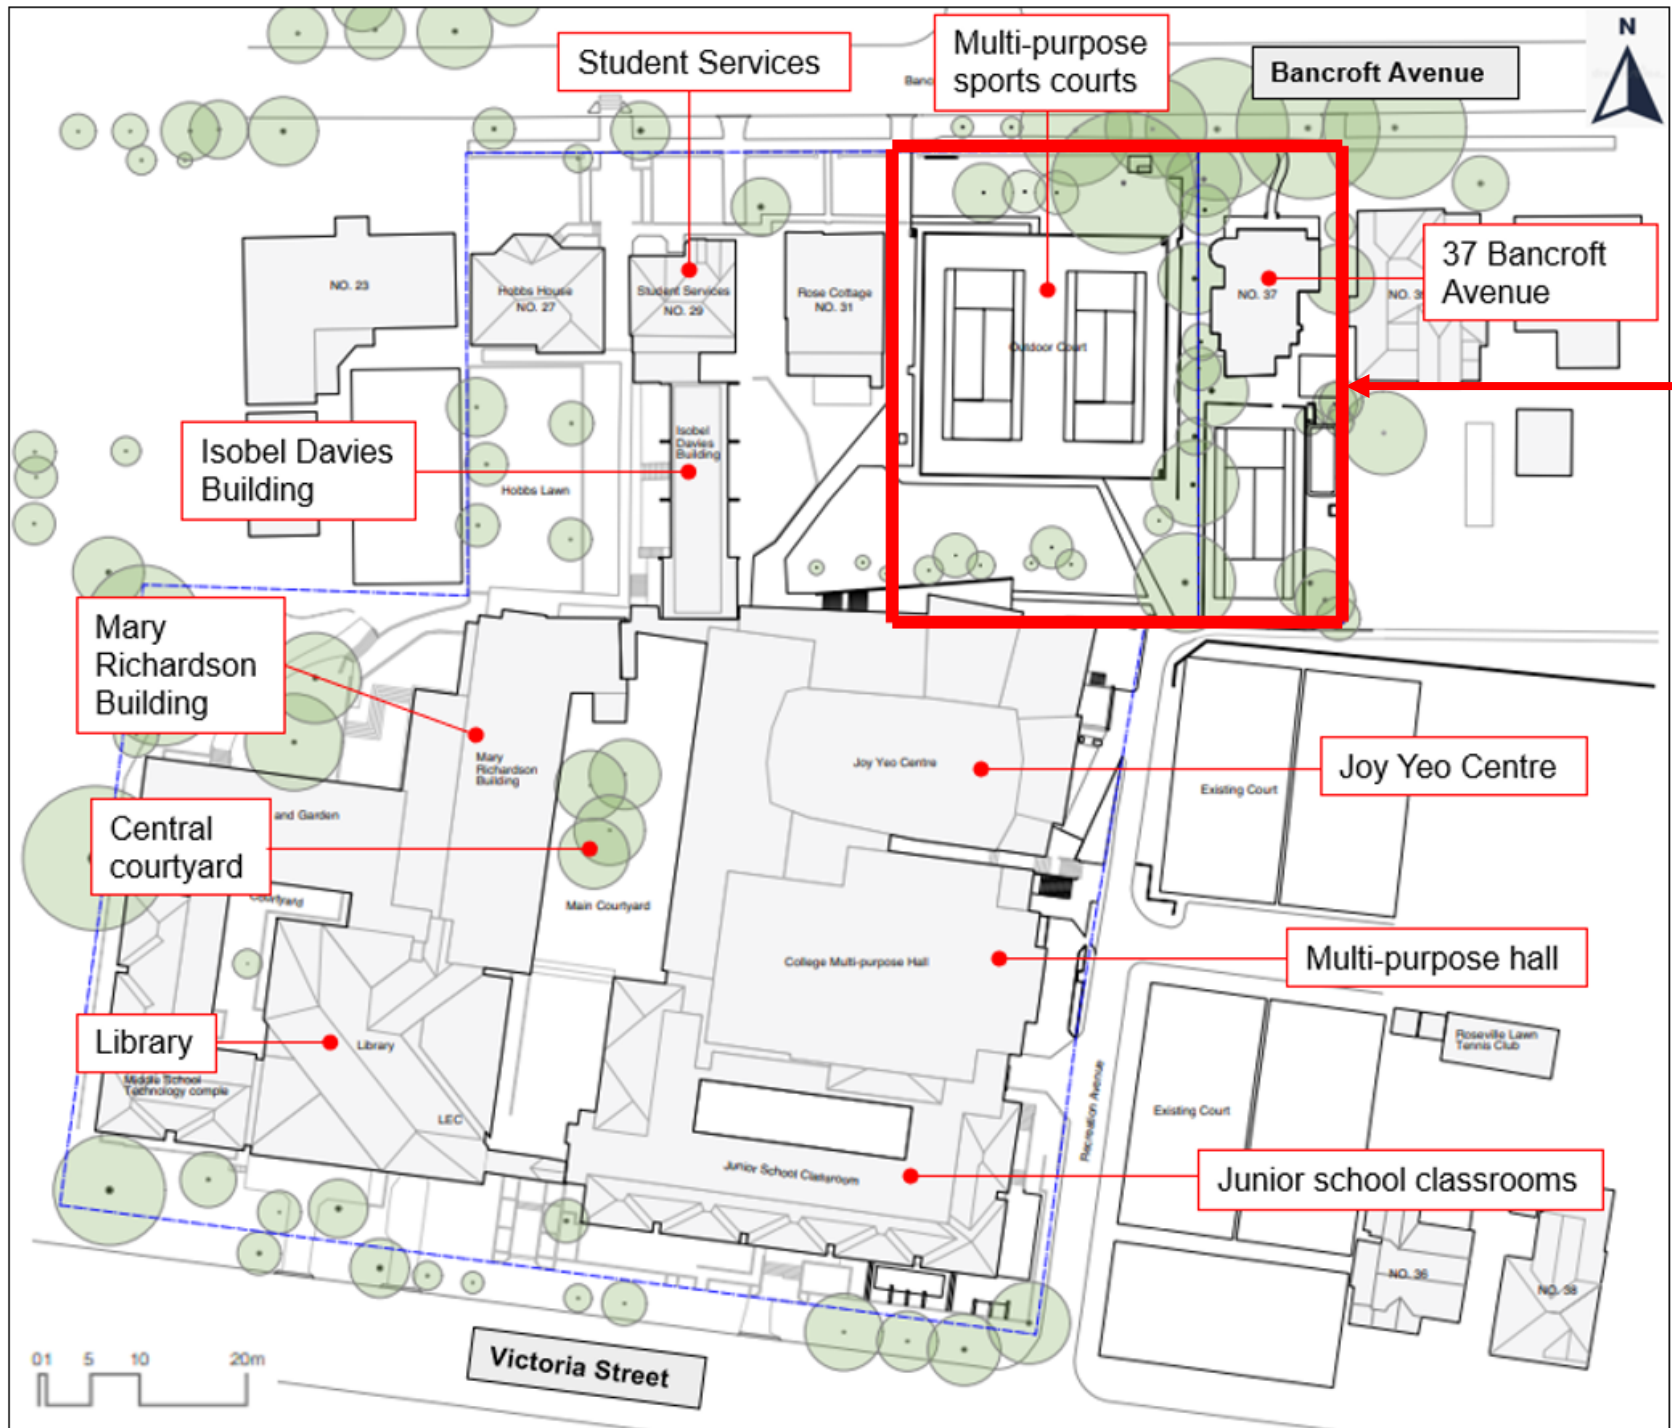 N
Student Services
Multi-purpose
sports courts
Bancroft Avenue
Banc
37 Bancroft
Avenue
NO. 23
Hobbs House
NO. 27
Student Services
NO. 29
Rose Cottage
NO. 31
Outdoor Court
NO. 37
Isobel Davies
Building
Isobel
Davies
Building
Hobbs Lawn
Mary
Richardson
Building
Mary
Richardson
Building
Joy Yeo Centre
Joy Yeo Centre
Existing Court
Central
courtyard
and Garden
Courtyard
Main Courtyard
College Multi-purpose Hall
Multi-purpose hall
Library
Library
Middle School
Technology comple
LEC
Roseville Lawn
Tennis Club
Recreation Avenue
Existing Court
Junior School Classroom
Junior school classrooms
NO. 36
NO. 38
01 5 10 20m
Victoria Street